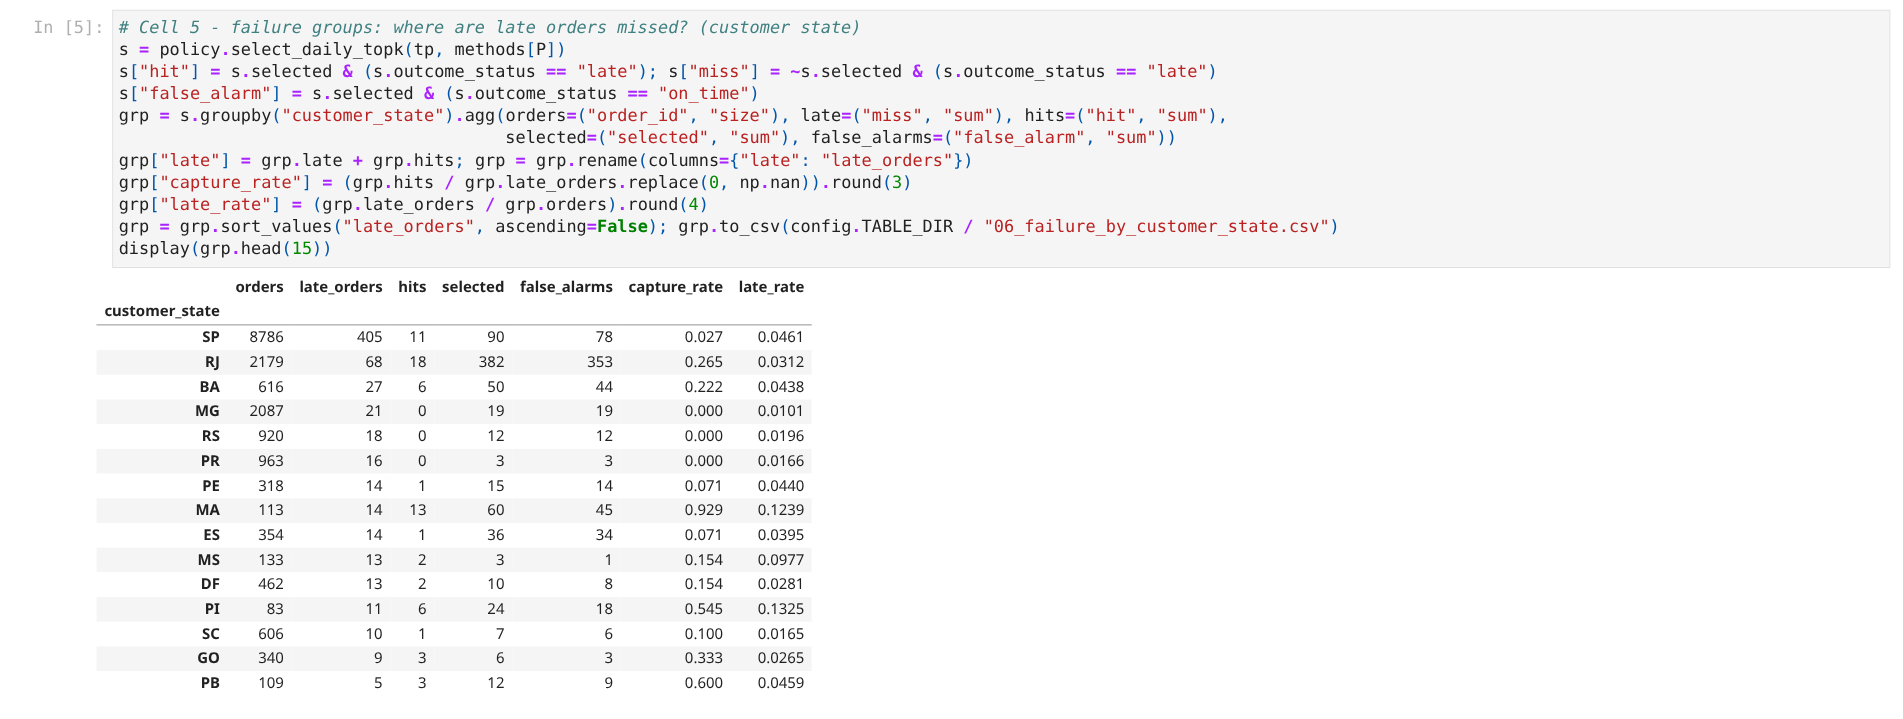 In [5]:
# Cell 5 - failure groups: where are late orders missed? (customer state)
s = policy.select_daily_topk(tp, methods[P])
s["hit"] = s.selected & (s.outcome_status == "late"); s["miss"] = ~s.selected & (s.outcome_status == "late")
s["false_alarm"] = s.selected & (s.outcome_status == "on_time")
grp = s.groupby("customer_state").agg(orders=("order_id", "size"), late=("miss", "sum"), hits=("hit", "sum"),
                                      selected=("selected", "sum"), false_alarms=("false_alarm", "sum"))
grp["late"] = grp.late + grp.hits; grp = grp.rename(columns={"late": "late_orders"})
grp["capture_rate"] = (grp.hits / grp.late_orders.replace(0, np.nan)).round(3)
grp["late_rate"] = (grp.late_orders / grp.orders).round(4)
grp = grp.sort_values("late_orders", ascending=False); grp.to_csv(config.TABLE_DIR / "06_failure_by_customer_state.csv")
display(grp.head(15))
orders late_orders hits selected false_alarms capture_rate late_rate
customer_state
SP 8786 405 11 90 78 0.027 0.0461
RJ 2179 68 18 382 353 0.265 0.0312
BA 616 27 6 50 44 0.222 0.0438
MG 2087 21 0 19 19 0.000 0.0101
RS 920 18 0 12 12 0.000 0.0196
PR 963 16 0 3 3 0.000 0.0166
PE 318 14 1 15 14 0.071 0.0440
MA 113 14 13 60 45 0.929 0.1239
ES 354 14 1 36 34 0.071 0.0395
MS 133 13 2 3 1 0.154 0.0977
DF 462 13 2 10 8 0.154 0.0281
PI 83 11 6 24 18 0.545 0.1325
SC 606 10 1 7 6 0.100 0.0165
GO 340 9 3 6 3 0.333 0.0265
PB 109 5 3 12 9 0.600 0.0459